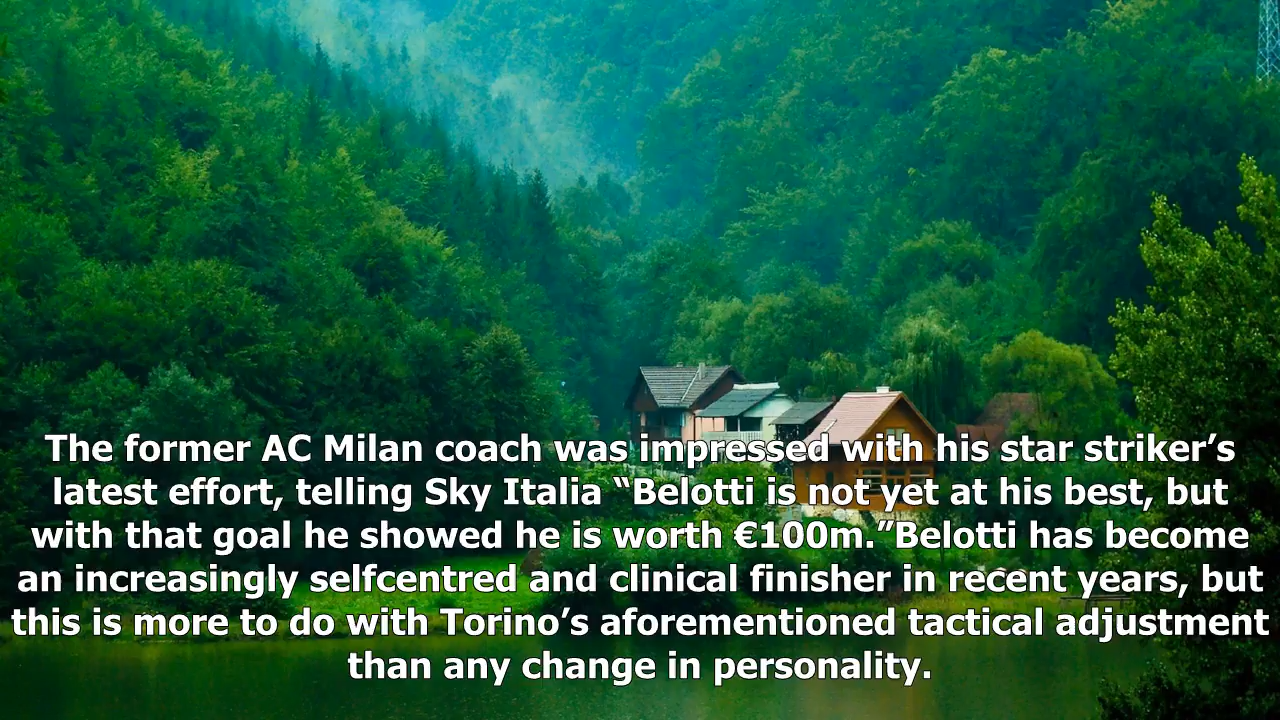 The former AC Milan coach was impressed with his star striker’s
latest effort, telling Sky Italia “Belotti is not yet at his best, but
with that goal he showed he is worth €100m.”Belotti has become
an increasingly selfcentred and clinical finisher in recent years, but
this is more to do with Torino’s aforementioned tactical adjustment
than any change in personality.